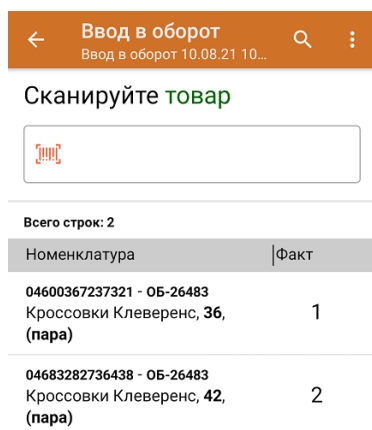 Ввод в оборот
Ввод в оборот 10.08.21 10...
Сканируйте товар
Всего строк: 2
Номенклатура Факт
04600367237321 - ОБ-26483
Кроссовки Клеверенс, 36, 1
(пара)
04683282736438 - ОБ-26483
Кроссовки Клеверенс, 42, 2
(пара)